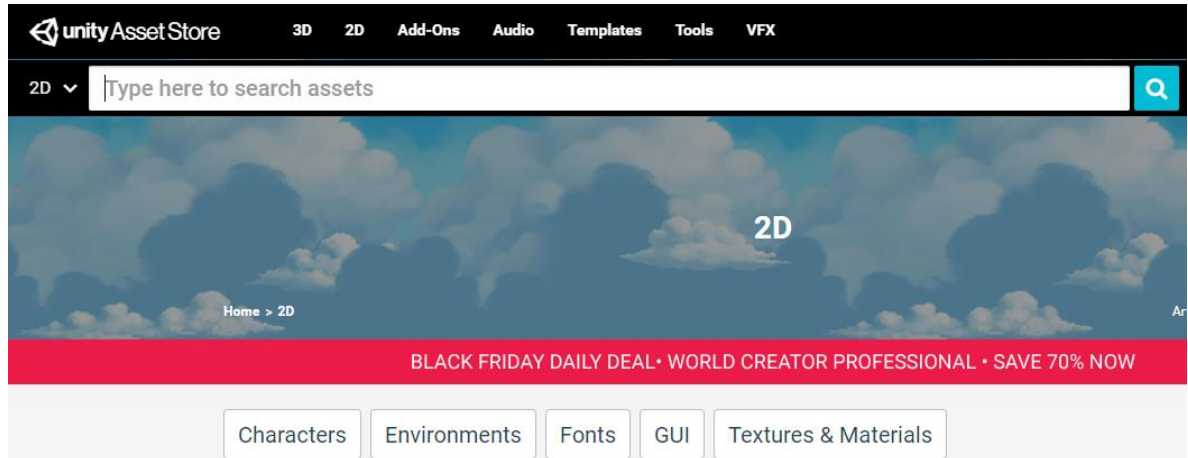 unity Asset Store 3D 2D Add-Ons Audio Templates Tools VFX
2D Type here to search assets
2D
Home > 2D
BLACK FRIDAY DAILY DEAL• WORLD CREATOR PROFESSIONAL • SAVE 70% NOW
Characters Environments Fonts GUI Textures & Materials